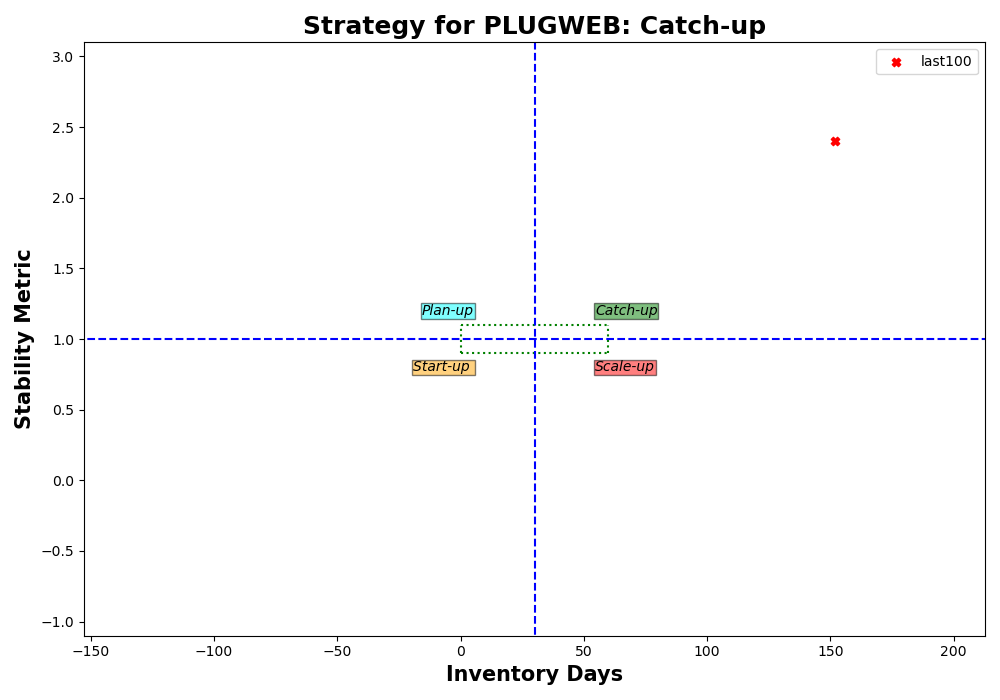 Strategy for PLUGWEB: Catch-up
last100
3.0
2.5
2.0
1.5
1.0
0.5
0.0
−0.5
−1.0
Stability Metric
Plan-up
Catch-up
Start-up
Scale-up
−150 −100 −50 0 50 100 150 200
Inventory Days